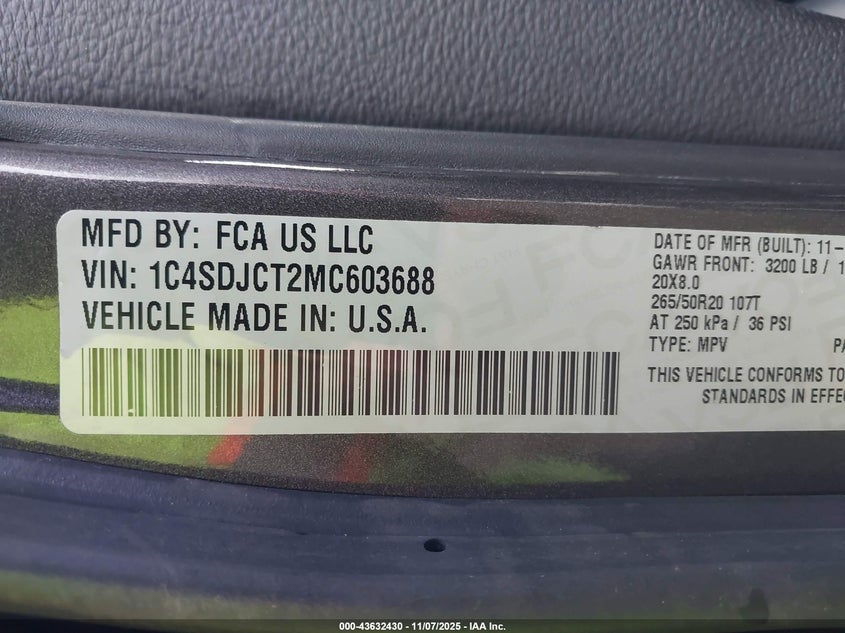 MFD BY: FCA US LLC
VIN: 1C4SDJCT2MC603688
VEHICLE MADE IN: U.S.A.
DATE OF MFR (BUILT): 11-
GAWR FRONT: 3200 LB / 1
20X8.0
265/50R20 107T
AT 250 kPa / 36 PSI
TYPE: MPV
THIS VEHICLE CONFORMS TO
STANDARDS IN EFFE
000-43632430 - 11/07/2025 - IAA Inc.